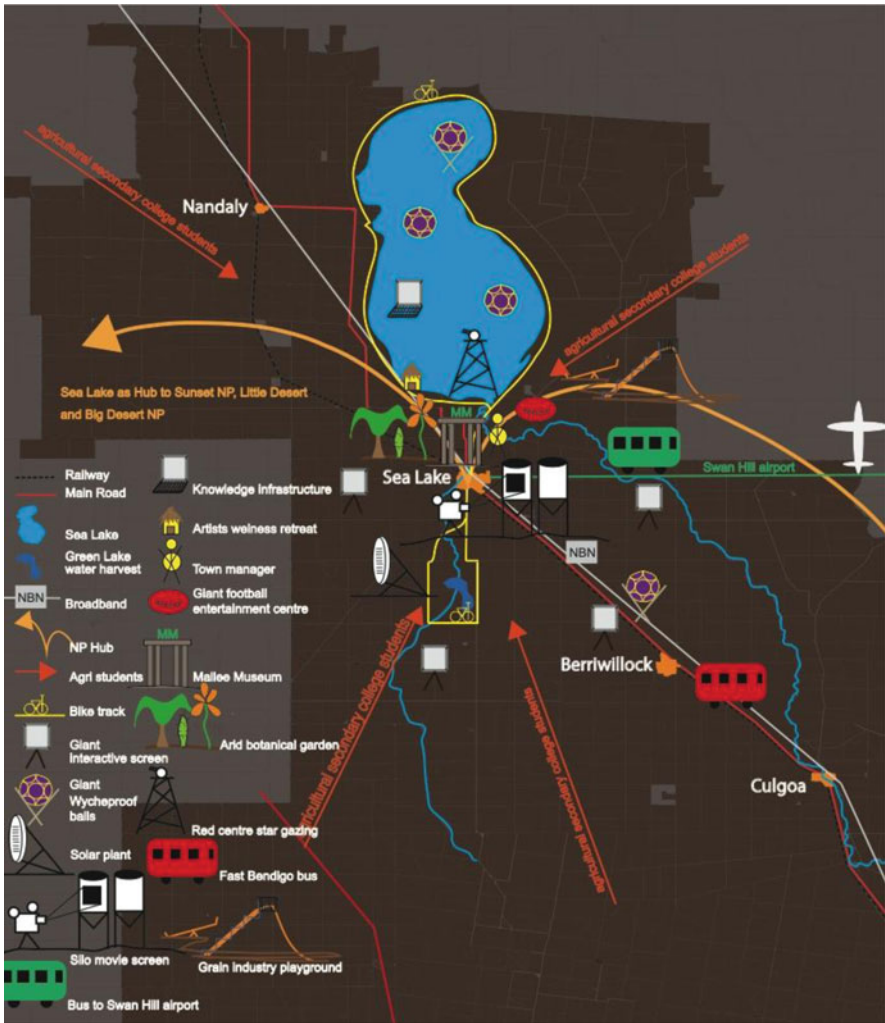 agricultural secondary college students
Nandaly
agricultural secondary college students
Sea Lake as Hub to Sunset NP, Little Desert
and Big Desert NP
MM
Swan Hill airport
Sea Lake
NBN
agricultural secondary college students
agricultural secondary college students
Berriwillock
Culgoa
Railway
Main Road
Knowledge Infrastructure
Sea Lake
Artists welness retreat
Green Lake
water harvest
Town manager
NBN
Broadband
Giant football
entertainment centre
NP Hub
MM
Agri students
Mallee Museum
Bike track
Giant
Interactive screen
Arid botanical garden
Giant
Wycheproof
balls
Red centre star gazing
Solar plant
Fast Bendigo bus
Silo movie screen
Grain industry playground
Bus to Swan Hill airport